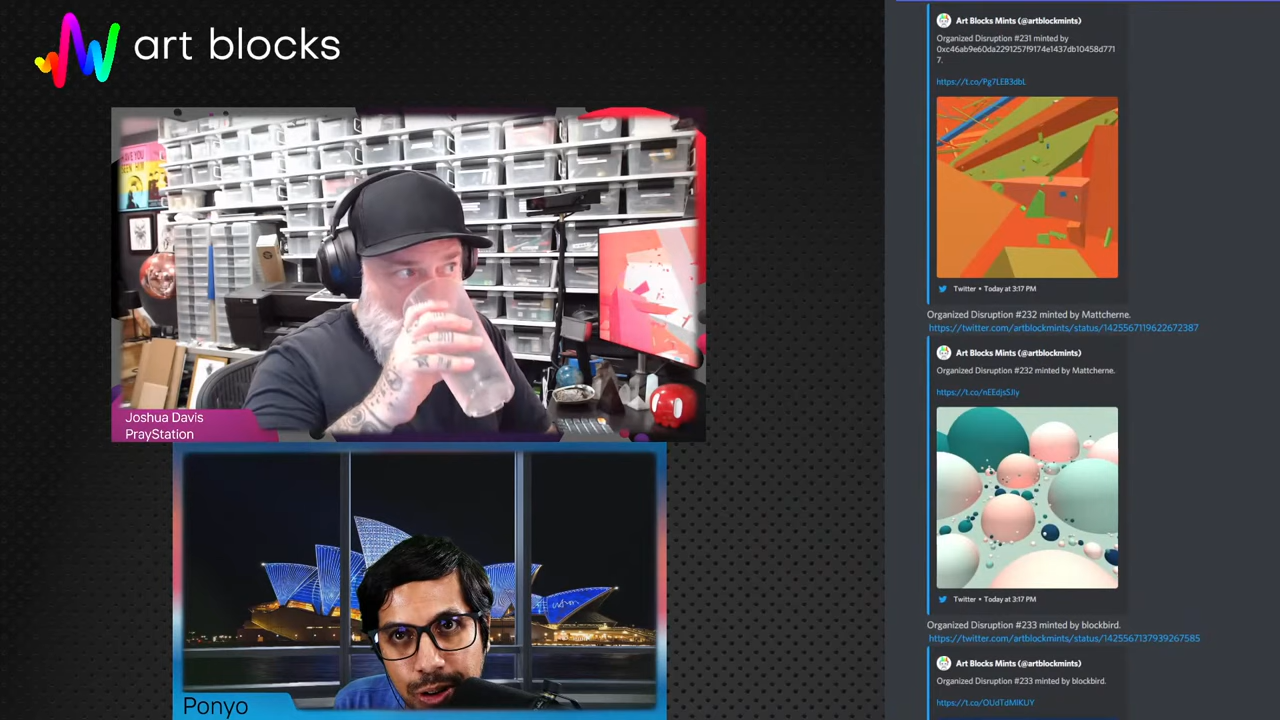 art blocks
Joshua Davis
PrayStation
Ponyo
Art Blocks Mints (@artblockmints)
Organized Disruption #231 minted by
0xc46ab9e60da2291257f9174e1437db10458d771
7.
https://t.co/Pg7LE83dbL
Twitter • Today at 3:17 PM
Organized Disruption #232 minted by Mattcherne.
https://twitter.com/artblockmints/status/1425567119622672387
Art Blocks Mints (@artblockmints)
Organized Disruption #232 minted by Mattcherne.
https://t.co/nEEdjsSJIy
Twitter • Today at 3:17 PM
Organized Disruption #233 minted by blockbird.
https://twitter.com/artblockmints/status/1425567137939267585
Art Blocks Mints (@artblockmints)
Organized Disruption #233 minted by blockbird.
https://t.co/OUdTdMIKUY